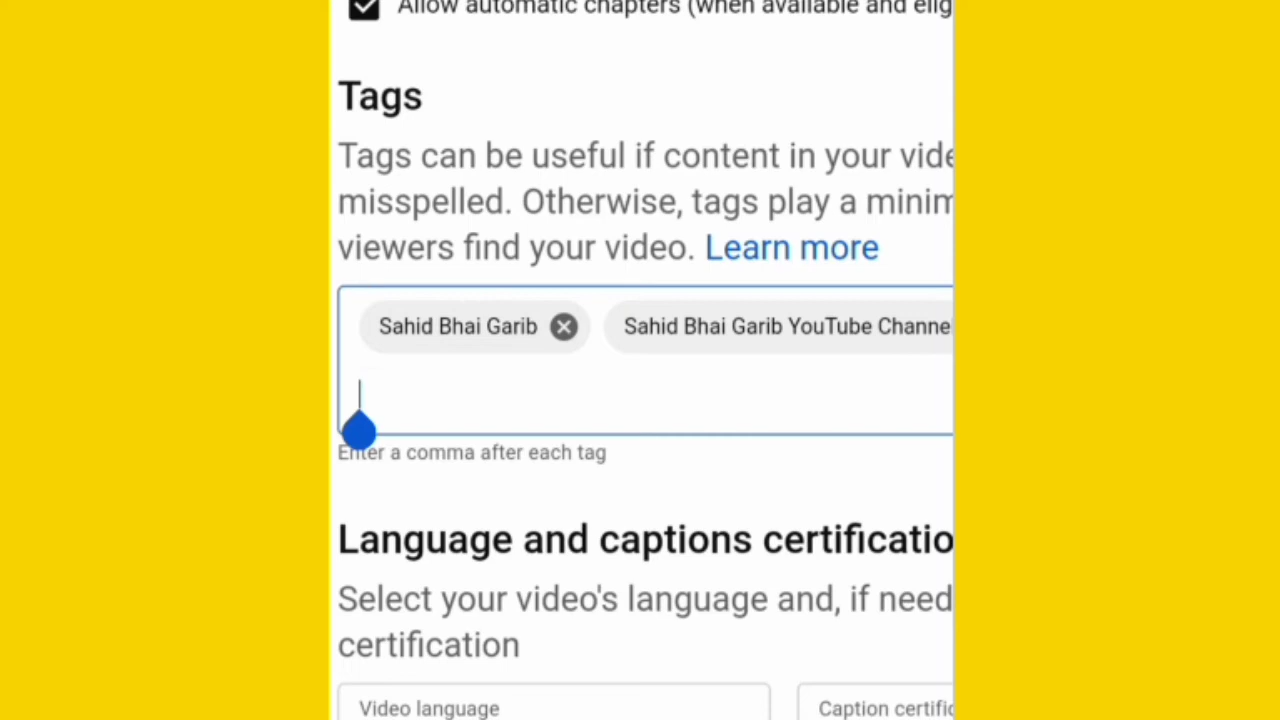 Allow automatic chapters (when available and elig
Tags
Tags can be useful if content in your vide
misspelled. Otherwise, tags play a minim
viewers find your video. Learn more
Sahid Bhai Garib Sahid Bhai Garib YouTube Channel
Enter a comma after each tag
Language and captions certificatio
Select your video's language and, if need
certification
Video language Caption certific